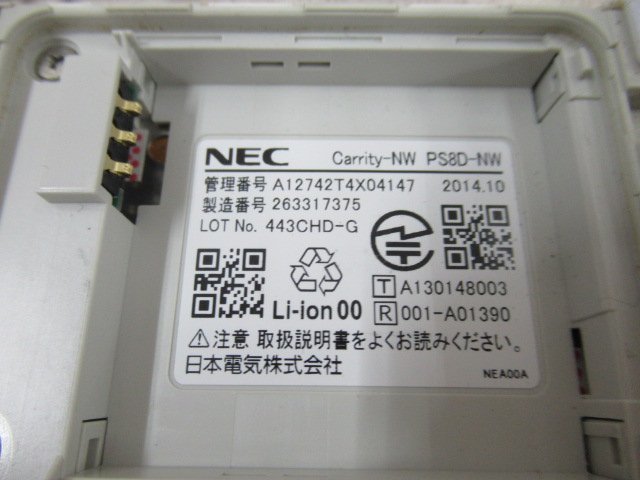 NEC Carrity-NW PS8D-NW
管理番号 A12742T4X04147 2014.10
製造番号 263317375
LOT No. 443CHD-G
Li-ion 00
T A130148003
R 001-A01390
⚠注意 取扱説明書をよくお読みください。
日本電気株式会社
NEA00A